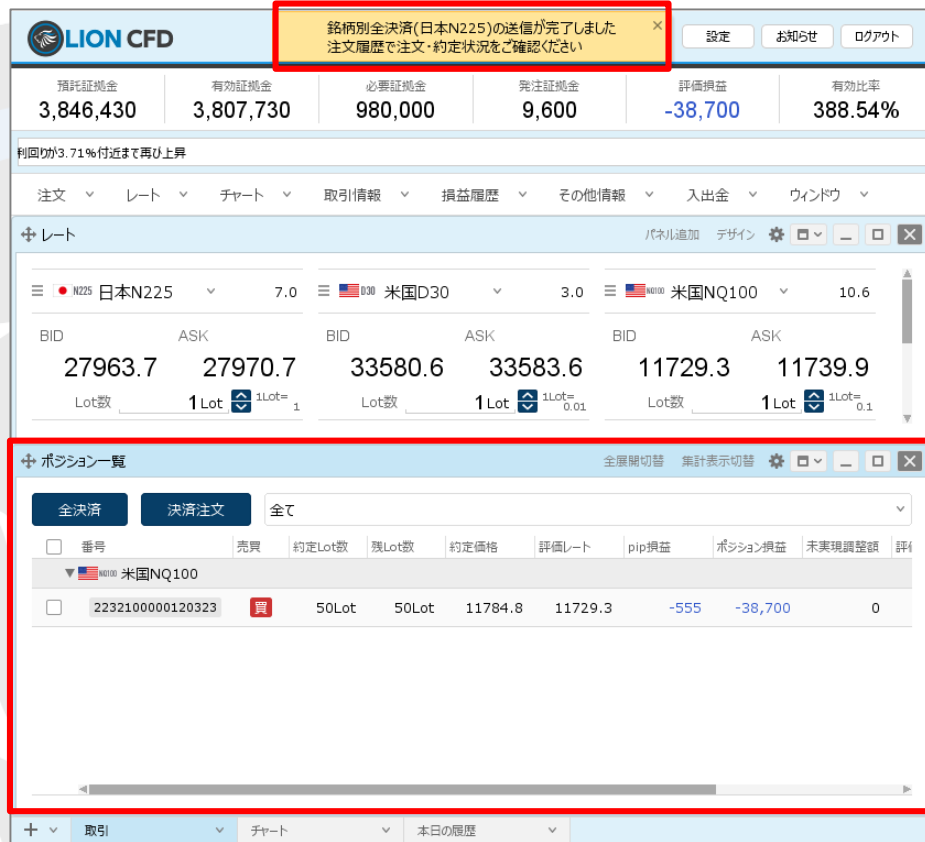 LION CFD
銘柄別全決済(日本N225)の送信が完了しました
注文履歴で注文・約定状況をご確認ください
×
設定 お知らせ ログアウト
預託証拠金 有効証拠金 必要証拠金 発注証拠金 評価損益 有効比率
3,846,430 3,807,730 980,000 9,600 -38,700 388.54%
利回りが3.71%付近まで再び上昇
注文 レート チャート 取引情報 損益履歴 その他情報 入出金 ウィンドウ
レート パネル追加 デザイン
N225 日本N225 7.0 D30 米国D30 3.0 NQ100 米国NQ100 10.6
BID ASK BID ASK BID ASK
27963.7 27970.7 33580.6 33583.6 11729.3 11739.9
Lot数 1 Lot 1Lot= 1 Lot数 1 Lot 1Lot= 0.01 Lot数 1 Lot 1Lot= 0.1
ポジション一覧 全展開切替 集計表示切替
全決済 決済注文 全て
番号 売買 約定Lot数 残Lot数 約定価格 評価レート pip損益 ポジション損益 未実現調整額
NQ100 米国NQ100
2232100000120323 買 50Lot 50Lot 11784.8 11729.3 -555 -38,700 0
取引 チャート 本日の履歴